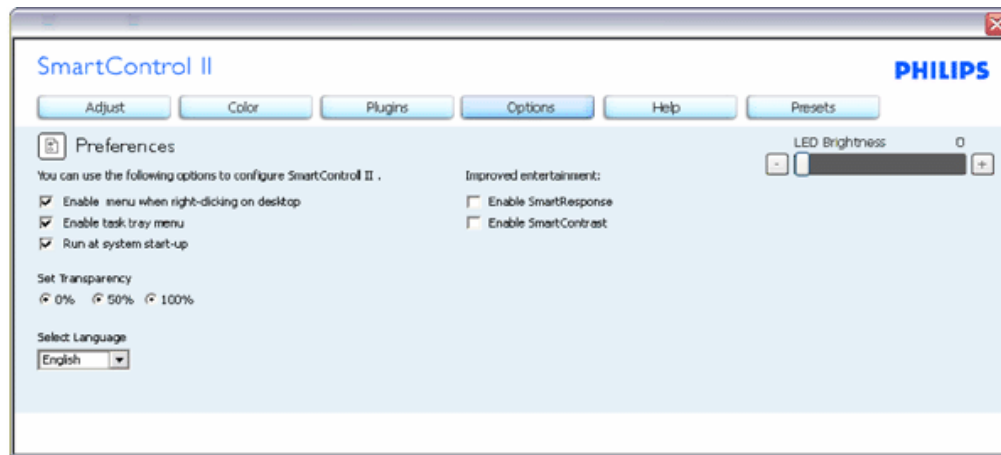 SmartControl II
PHILIPS
Adjust Color Plugins Options Help Presets
Preferences
LED Brightness 0
- +
You can use the following options to configure SmartControl II .
Enable menu when right-clicking on desktop
Enable task tray menu
Run at system start-up
Improved entertainment:
Enable SmartResponse
Enable SmartContrast
Set Transparency
0% 50% 100%
Select Language
English